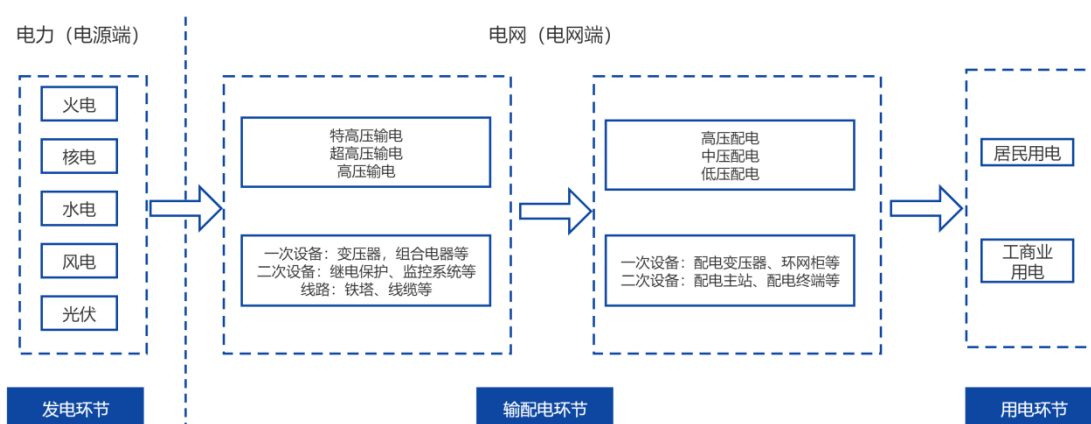 电力（电源端）
电网（电网端）
火电
核电
水电
风电
光伏
特高压输电
超高压输电
高压输电
一次设备：变压器，组合电器等
二次设备：继电保护、监控系统等
线路：铁塔、线缆等
高压配电
中压配电
低压配电
一次设备：配电变压器、环网柜等
二次设备：配电主站、配电终端等
居民用电
工商业
用电
发电环节
输配电环节
用电环节